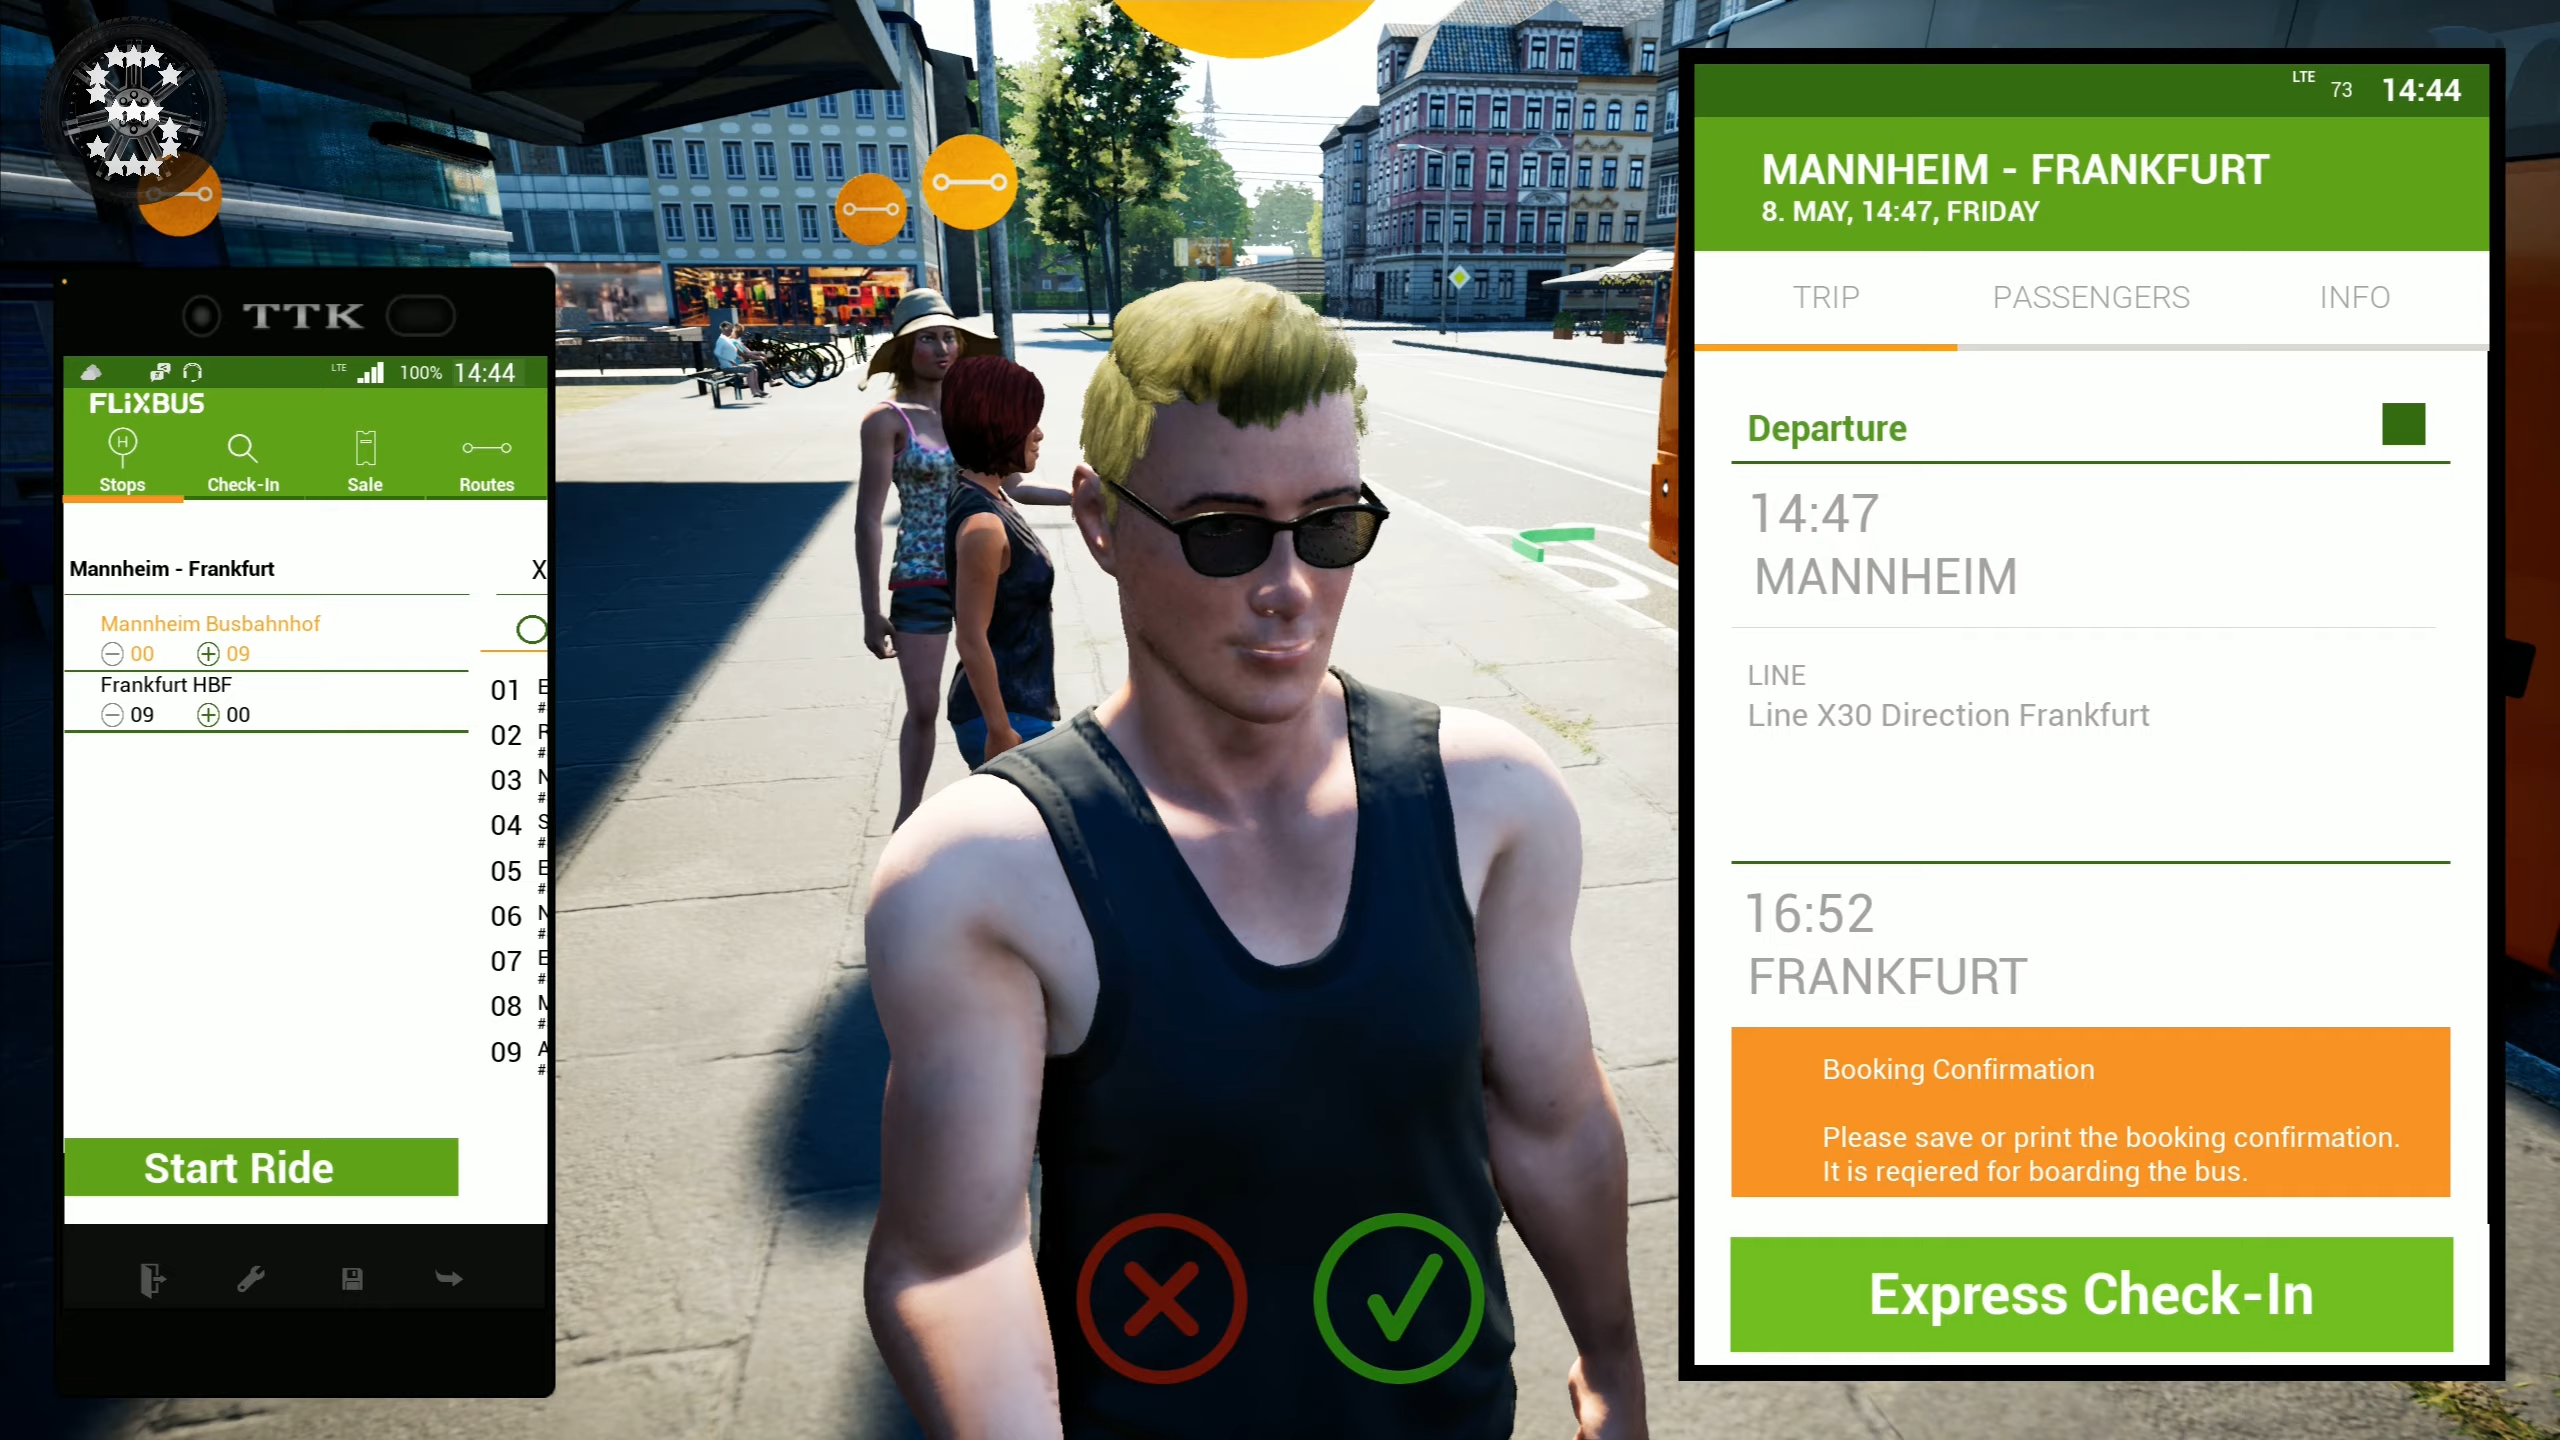 TTK
LTE 100% 14:44
FLiXBUS
H
Stops Check-In Sale Routes
Mannheim - Frankfurt X
Mannheim Busbahnhof
00 09
Frankfurt HBF
09 00
01 E
#
02 R
#
03 N
#
04 S
#
05 E
#
06 N
#
07 E
#
08 M
#
09 A
#
Start Ride
LTE 73 14:44
MANNHEIM - FRANKFURT
8. MAY, 14:47, FRIDAY
TRIP PASSENGERS INFO
Departure
14:47
MANNHEIM
LINE
Line X30 Direction Frankfurt
16:52
FRANKFURT
Booking Confirmation
Please save or print the booking confirmation.
It is reqiered for boarding the bus.
Express Check-In